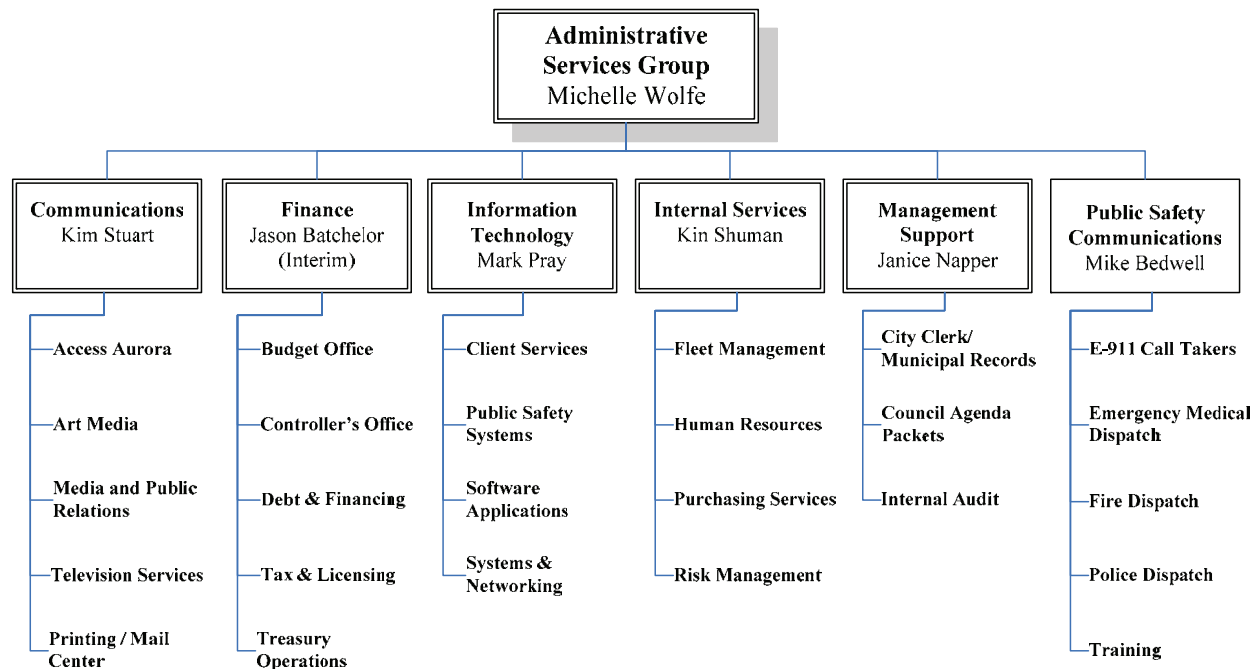 Administrative
Services Group
Michelle Wolfe
Communications
Kim Stuart
Finance
Jason Batchelor
(Interim)
Information
Technology
Mark Pray
Internal Services
Kin Shuman
Management
Support
Janice Napper
Public Safety
Communications
Mike Bedwell
Access Aurora
Art Media
Media and Public
Relations
Television Services
Printing / Mail
Center
Budget Office
Controller's Office
Debt & Financing
Tax & Licensing
Treasury
Operations
Client Services
Public Safety
Systems
Software
Applications
Systems &
Networking
Fleet Management
Human Resources
Purchasing Services
Risk Management
City Clerk/
Municipal Records
Council Agenda
Packets
Internal Audit
E-911 Call Takers
Emergency Medical
Dispatch
Fire Dispatch
Police Dispatch
Training